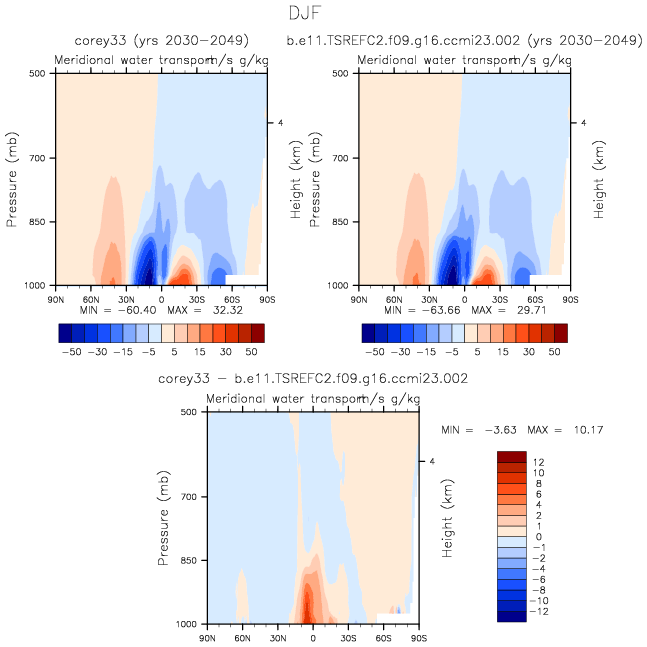 DJF
corey33 (yrs 2030-2049)
b.e11.TSREFC2.f09.g16.ccmi23.002 (yrs 2030-2049)
Meridional water transport m/s g/kg
Meridional water transport m/s g/kg
500
700
850
1000
Pressure (mb)
4
Height (km)
90N 60N 30N 0 30S 60S 90S
500
700
850
1000
Pressure (mb)
4
Height (km)
90N 60N 30N 0 30S 60S 90S
MIN = -60.40 MAX = 32.32
MIN = -63.66 MAX = 29.71
-50 -30 -15 -5 5 15 30 50
-50 -30 -15 -5 5 15 30 50
corey33 - b.e11.TSREFC2.f09.g16.ccmi23.002
Meridional water transport m/s g/kg
500
700
850
1000
Pressure (mb)
4
Height (km)
90N 60N 30N 0 30S 60S 90S
MIN = -3.63 MAX = 10.17
12
10
8
6
4
2
1
0
-1
-2
-4
-6
-8
-10
-12